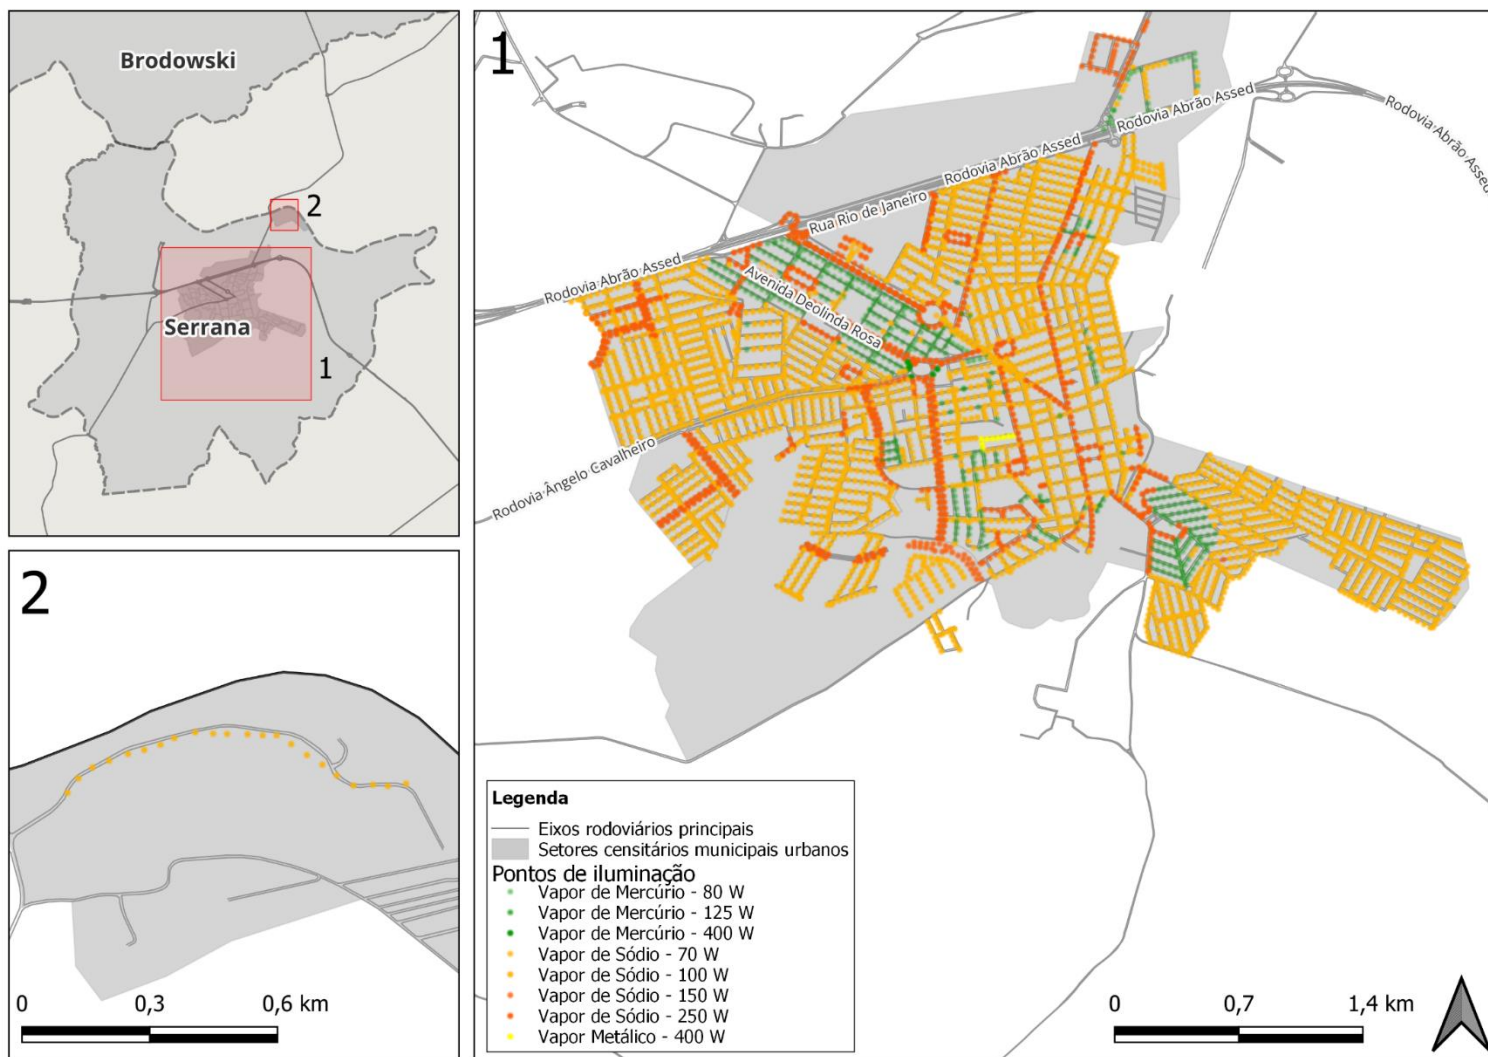 Brodowski
2
Serrana
1
2
0
0,3
0,6 km
1
Rodovia Abrão Assed
Rodovia Abrão Assed
Rodovia Abrão Assed
Rua Rio de Janeiro
Rodovia Abrão Assed
Avenida Deolinda Rosa
Rodovia Ângelo Cavalheiro
Legenda
Eixos rodoviários principais
Setores censitários municipais urbanos
Pontos de iluminação
Vapor de Mercúrio - 80 W
Vapor de Mercúrio - 125 W
Vapor de Mercúrio - 400 W
Vapor de Sódio - 70 W
Vapor de Sódio - 100 W
Vapor de Sódio - 150 W
Vapor de Sódio - 250 W
Vapor Metálico - 400 W
0
0,7
1,4 km